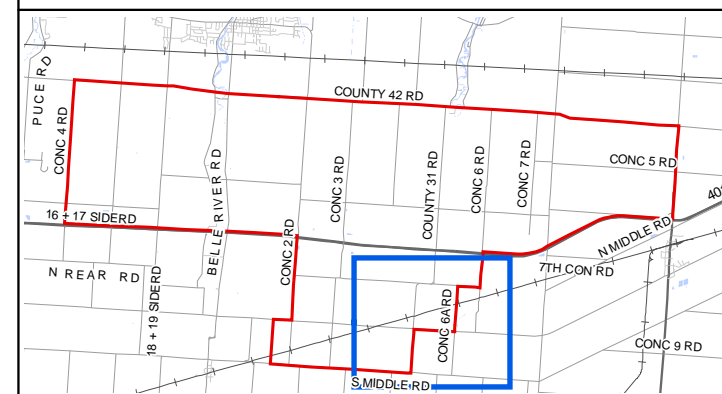 PUCE RD
COUNTY 42 RD
CONC 4 RD
CONC 3 RD
COUNTY 31 RD
CONC 6 RD
CONC 7 RD
CONC 5 RD
BELLE RIVER RD
16 + 17 SIDERD
CONC 2 RD
N MIDDLE RD
40
N REAR RD
18 + 19 SIDERD
7TH CON RD
CONC 6A RD
CONC 9 RD
S MIDDLE RD